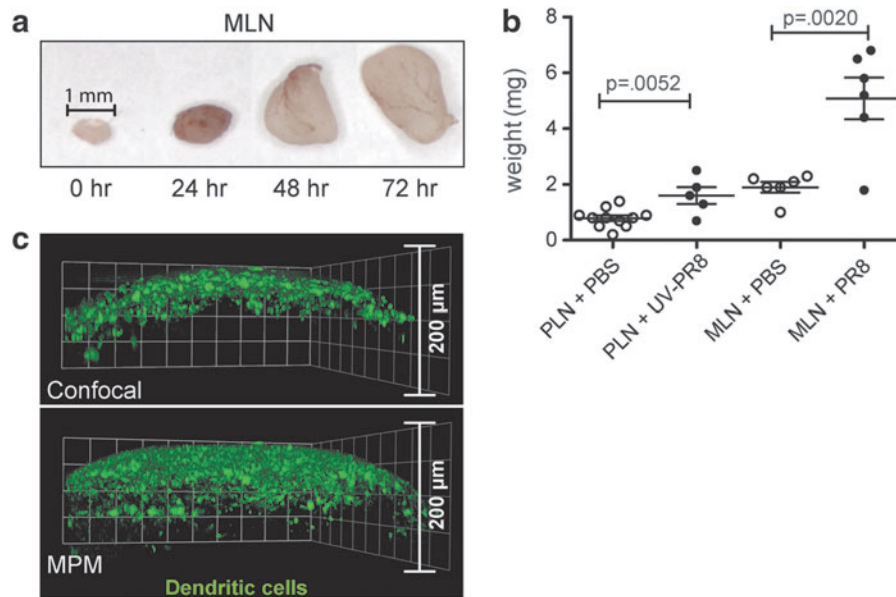 a
MLN
1 mm
0 hr
24 hr
48 hr
72 hr
b
p=.0052
p=.0020
weight (mg)
8
6
4
2
0
PLN + PBS
PLN + UV-PR8
MLN + PBS
MLN + PR8
c
200 µm
Confocal
200 µm
MPM
Dendritic cells